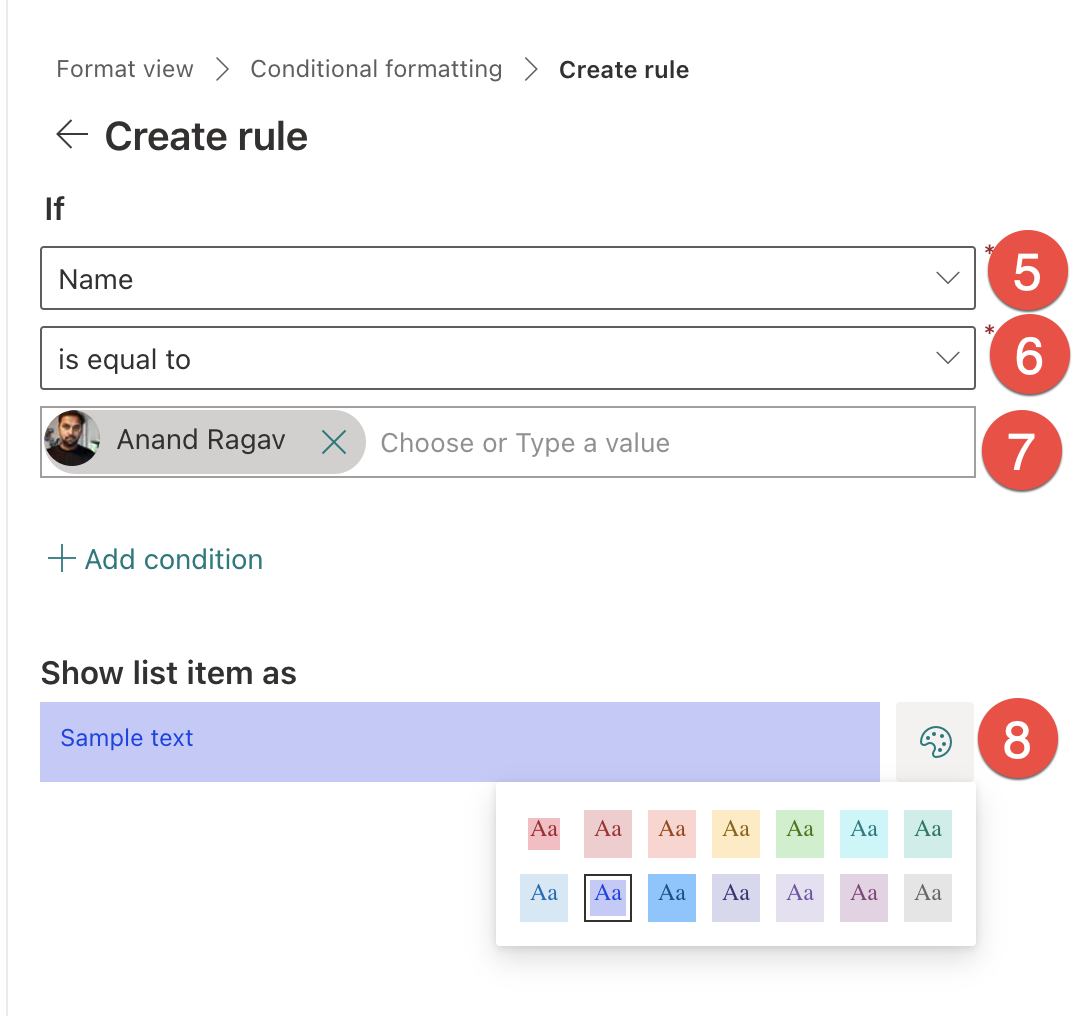 Format view > Conditional formatting > Create rule
← Create rule
If
Name * 5
is equal to * 6
Anand Ragav Choose or Type a value 7
+ Add condition
Show list item as
Sample text 8
Aa Aa Aa Aa Aa Aa Aa
Aa Aa Aa Aa Aa Aa Aa